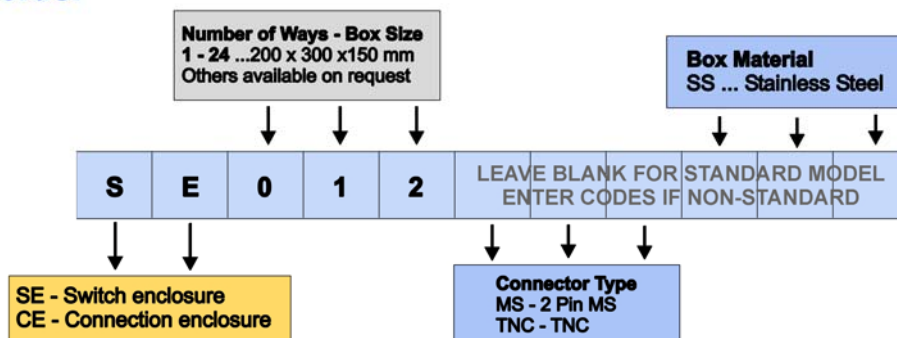 Number of Ways - Box Size
1 - 24 ...200 x 300 x150 mm
Others available on request
Box Material
SS ... Stainless Steel
S E 0 1 2
LEAVE BLANK FOR STANDARD MODEL
ENTER CODES IF NON-STANDARD
SE - Switch enclosure
CE - Connection enclosure
Connector Type
MS - 2 Pin MS
TNC - TNC